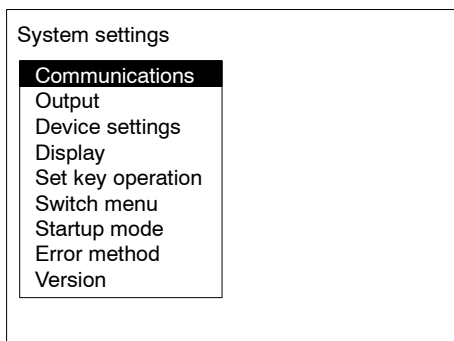 System settings
Communications
Output
Device settings
Display
Set key operation
Switch menu
Startup mode
Error method
Version